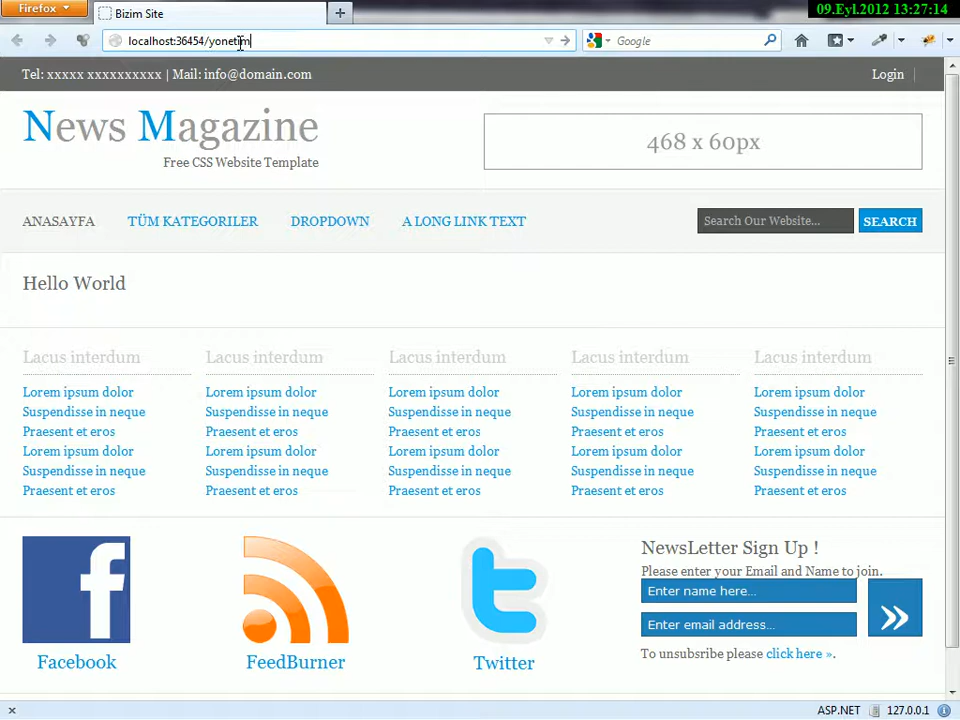 Firefox
Bizim Site
09.Eyl.2012 13:27:14
localhost:36454/yonetim
Google
Tel: xxxxx xxxxxxxxxx | Mail: info@domain.com
Login
News Magazine
Free CSS Website Template
468 x 60px
ANASAYFA
TÜM KATEGORILER
DROPDOWN
A LONG LINK TEXT
Search Our Website...
SEARCH
Hello World
Lacus interdum
Lorem ipsum dolor
Suspendisse in neque
Praesent et eros
Lorem ipsum dolor
Suspendisse in neque
Praesent et eros
Lacus interdum
Lorem ipsum dolor
Suspendisse in neque
Praesent et eros
Lorem ipsum dolor
Suspendisse in neque
Praesent et eros
Lacus interdum
Lorem ipsum dolor
Suspendisse in neque
Praesent et eros
Lorem ipsum dolor
Suspendisse in neque
Praesent et eros
Lacus interdum
Lorem ipsum dolor
Suspendisse in neque
Praesent et eros
Lorem ipsum dolor
Suspendisse in neque
Praesent et eros
Lacus interdum
Lorem ipsum dolor
Suspendisse in neque
Praesent et eros
Lorem ipsum dolor
Suspendisse in neque
Praesent et eros
Facebook
FeedBurner
Twitter
NewsLetter Sign Up !
Please enter your Email and Name to join.
Enter name here...
Enter email address...
»
To unsubsribe please click here ».
ASP.NET
127.0.0.1